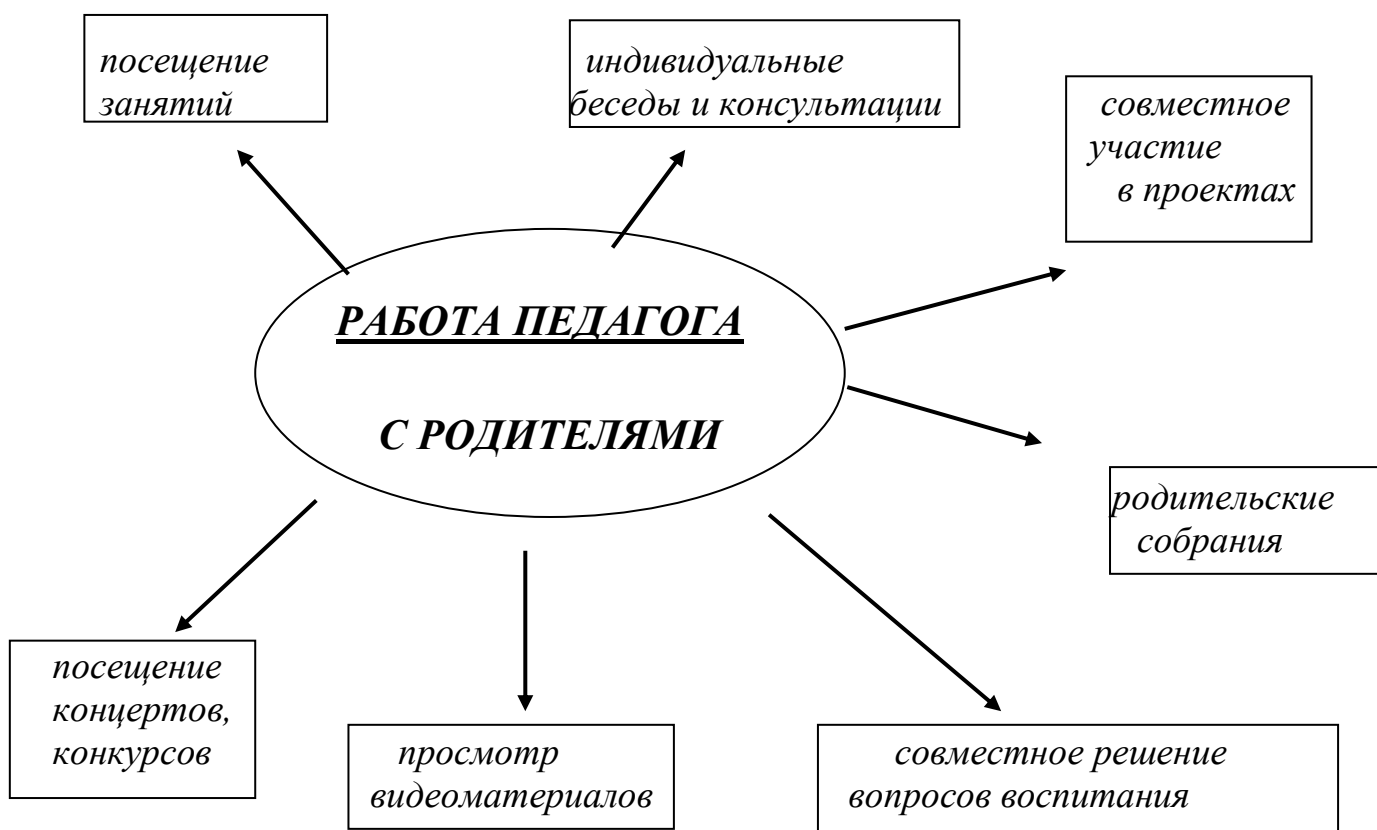 посещение
занятий
индивидуальные
беседы и консультации
совместное
участие
в проектах
РАБОТА ПЕДАГОГА
С РОДИТЕЛЯМИ
родительские
собрания
посещение
концертов,
конкурсов
просмотр
видеоматериалов
совместное решение
вопросов воспитания